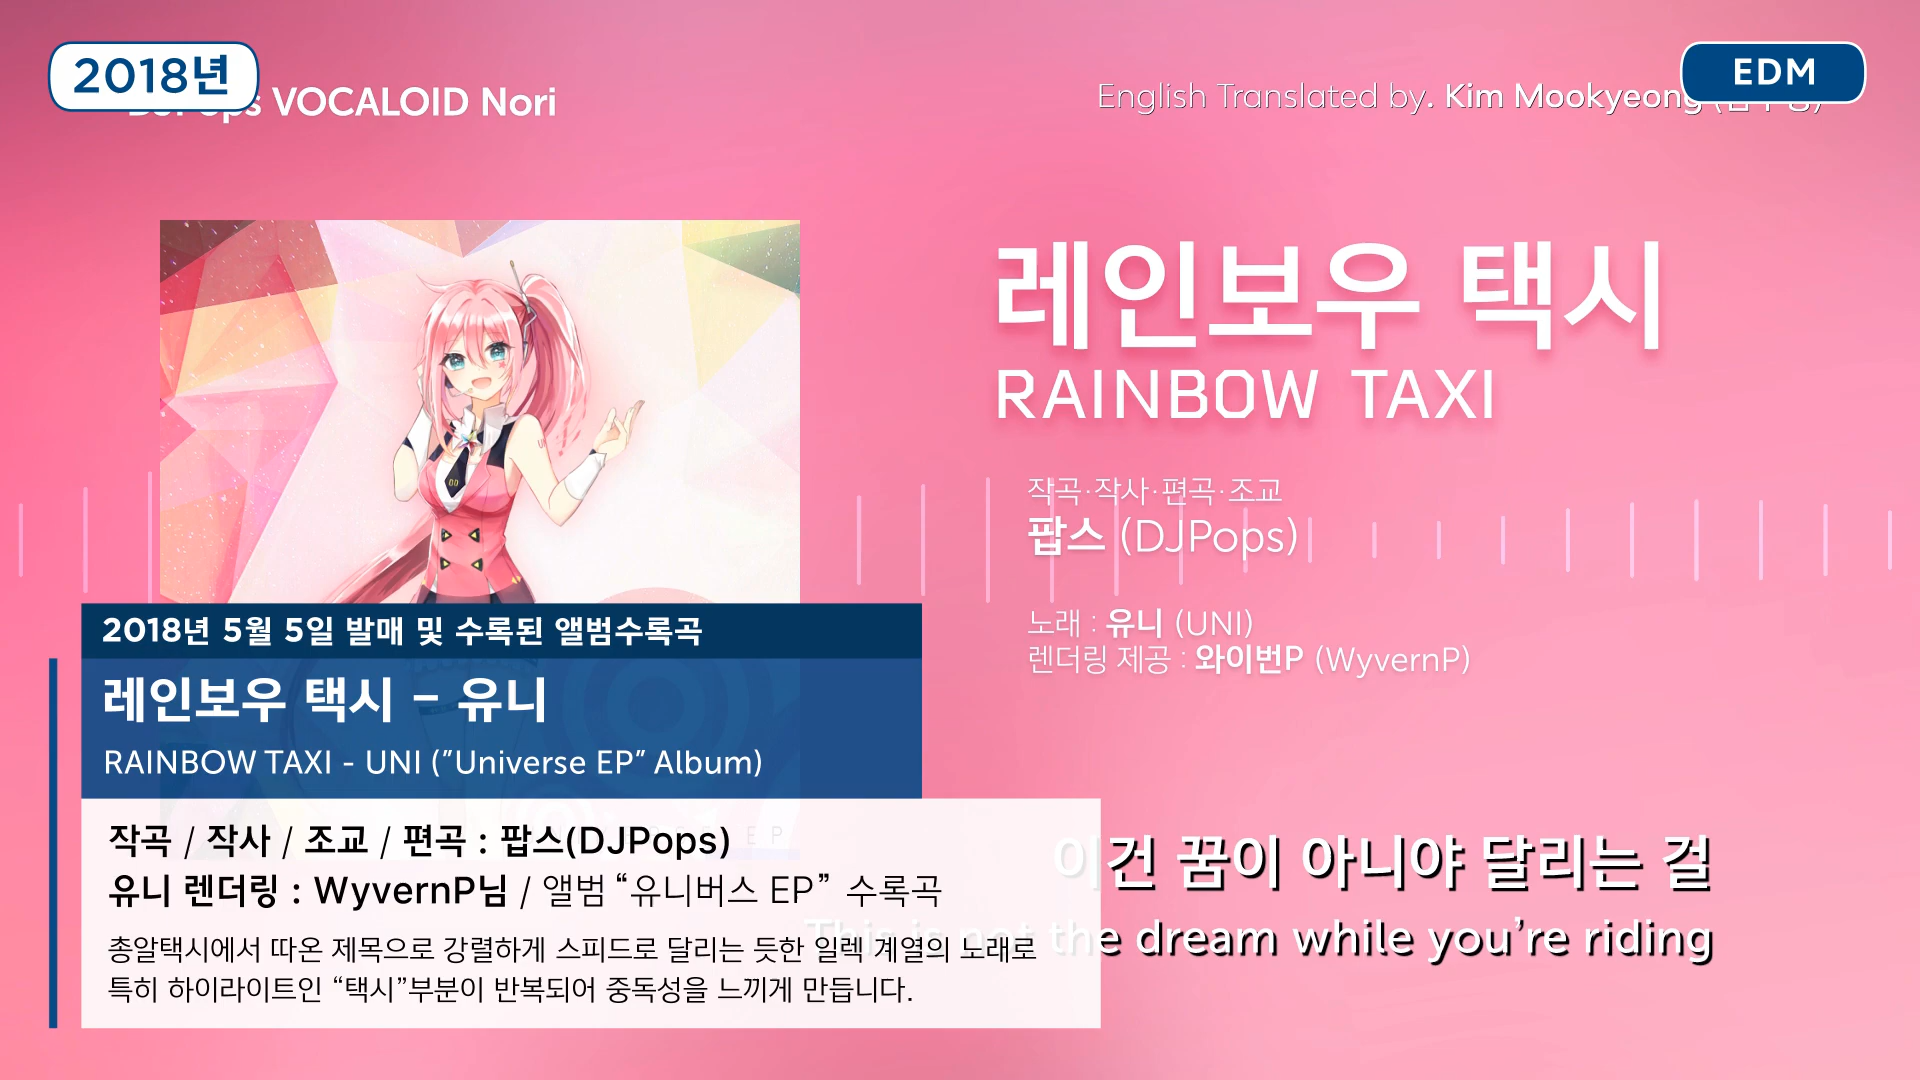 2018년
VOCALOID Nori
English Translated by. Kim Mookyeong
EDM
레인보우 택시
RAINBOW TAXI
작곡·작사·편곡·조교
팝스 (DJPops)
노래 : 유니 (UNI)
렌더링 제공 : 와이번P (WyvernP)
2018년 5월 5일 발매 및 수록된 앨범수록곡
레인보우 택시 – 유니
RAINBOW TAXI - UNI ("Universe EP" Album)
작곡 / 작사 / 조교 / 편곡 : 팝스(DJPops)
유니 렌더링 : WyvernP님 / 앨범 “유니버스 EP” 수록곡
총알택시에서 따온 제목으로 강렬하게 스피드로 달리는 듯한 일렉 계열의 노래로
특히 하이라이트인 “택시”부분이 반복되어 중독성을 느끼게 만듭니다.
E P
이건 꿈이 아니야 달리는 걸
This is not the dream while you’re riding